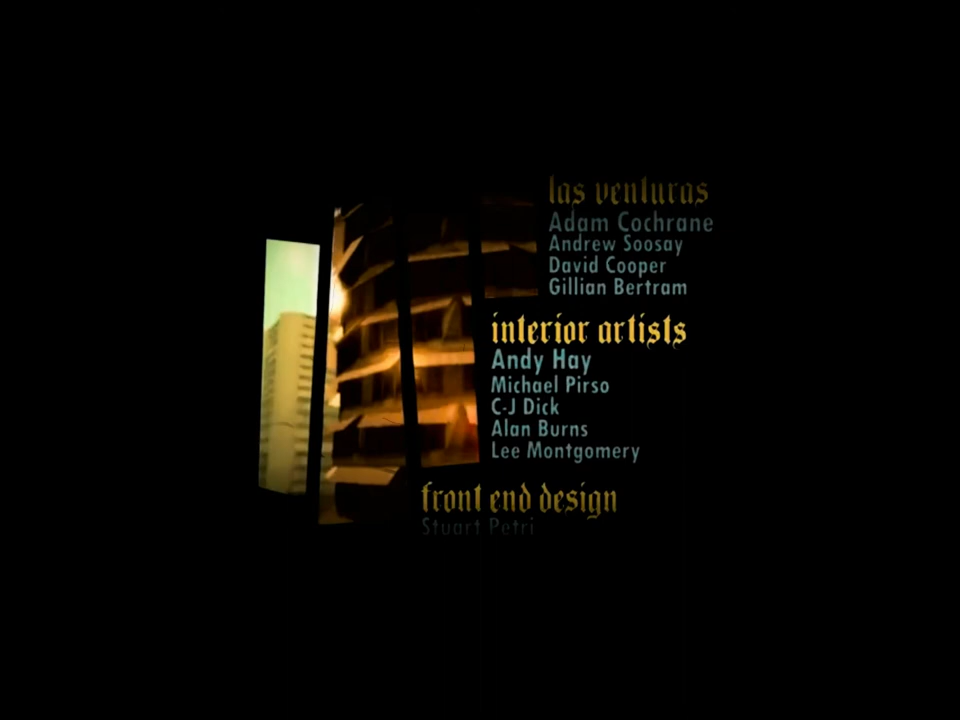 las venturas
Adam Cochrane
Andrew Soosay
David Cooper
Gillian Bertram
interior artists
Andy Hay
Michael Pirso
C-J Dick
Alan Burns
Lee Montgomery
front end design
Stuart Petri